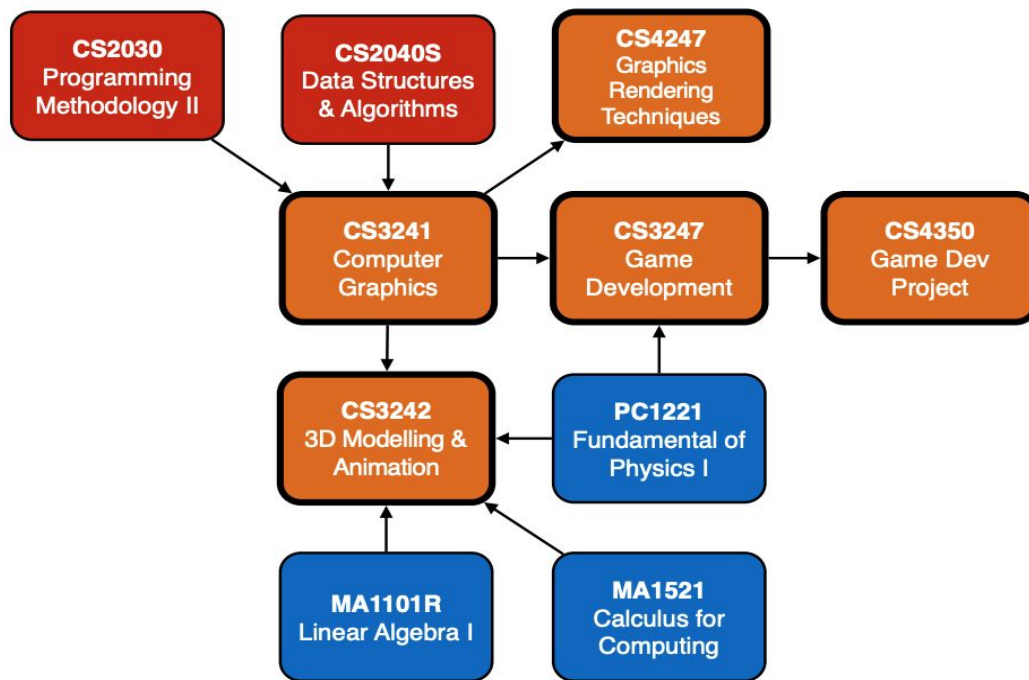 CS2030
Programming
Methodology II
CS2040S
Data Structures
& Algorithms
CS4247
Graphics
Rendering
Techniques
CS3241
Computer
Graphics
CS3247
Game
Development
CS4350
Game Dev
Project
CS3242
3D Modelling &
Animation
PC1221
Fundamental of
Physics I
MA1101R
Linear Algebra I
MA1521
Calculus for
Computing